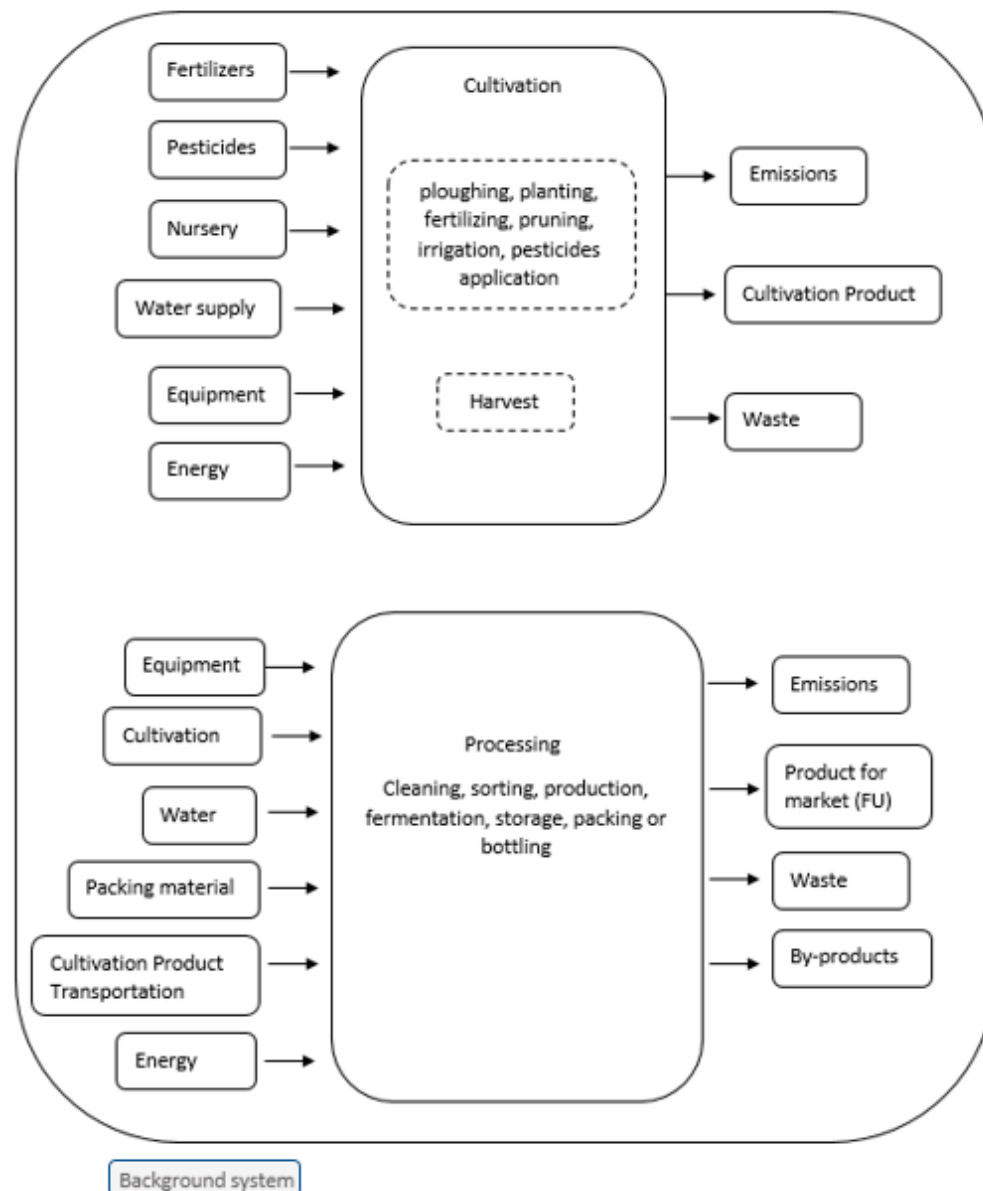 Fertilizers
Pesticides
Nursery
Water supply
Equipment
Energy
Cultivation
ploughing, planting,
fertilizing, pruning,
irrigation, pesticides
application
Harvest
Emissions
Cultivation Product
Waste
Equipment
Cultivation
Water
Packing material
Cultivation Product
Transportation
Energy
Processing
Cleaning, sorting, production,
fermentation, storage, packing or
bottling
Emissions
Product for
market (FU)
Waste
By-products
Background system